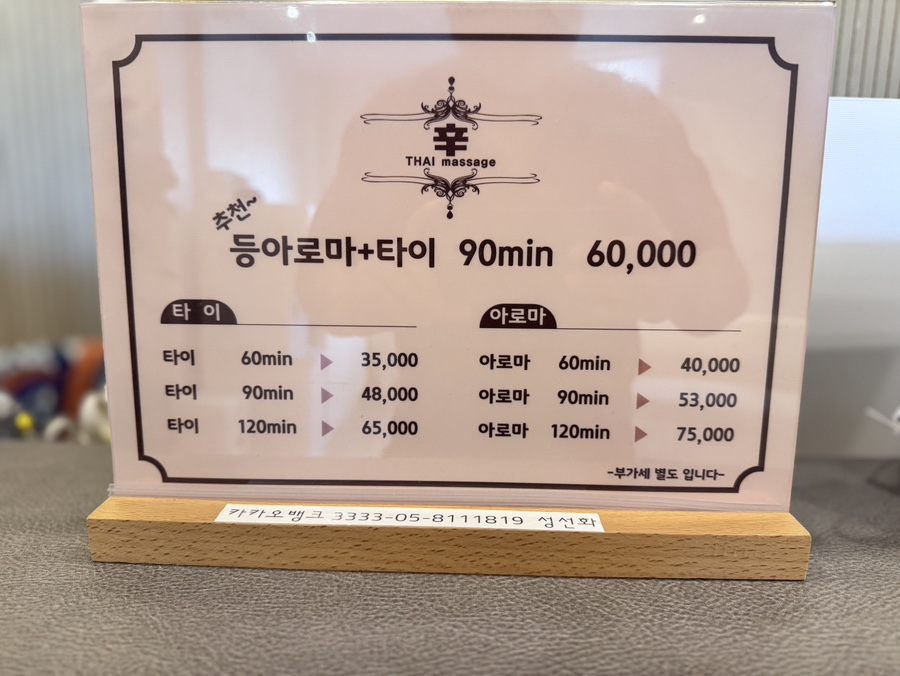 辛
THAI massage
추천~
등아로마+타이 90min 60,000
타 이
타이 60min ▶ 35,000
타이 90min ▶ 48,000
타이 120min ▶ 65,000
아로마
아로마 60min ▶ 40,000
아로마 90min ▶ 53,000
아로마 120min ▶ 75,000
~부가세 별도 입니다~
카카오뱅크 3333-05-8111819 성선화